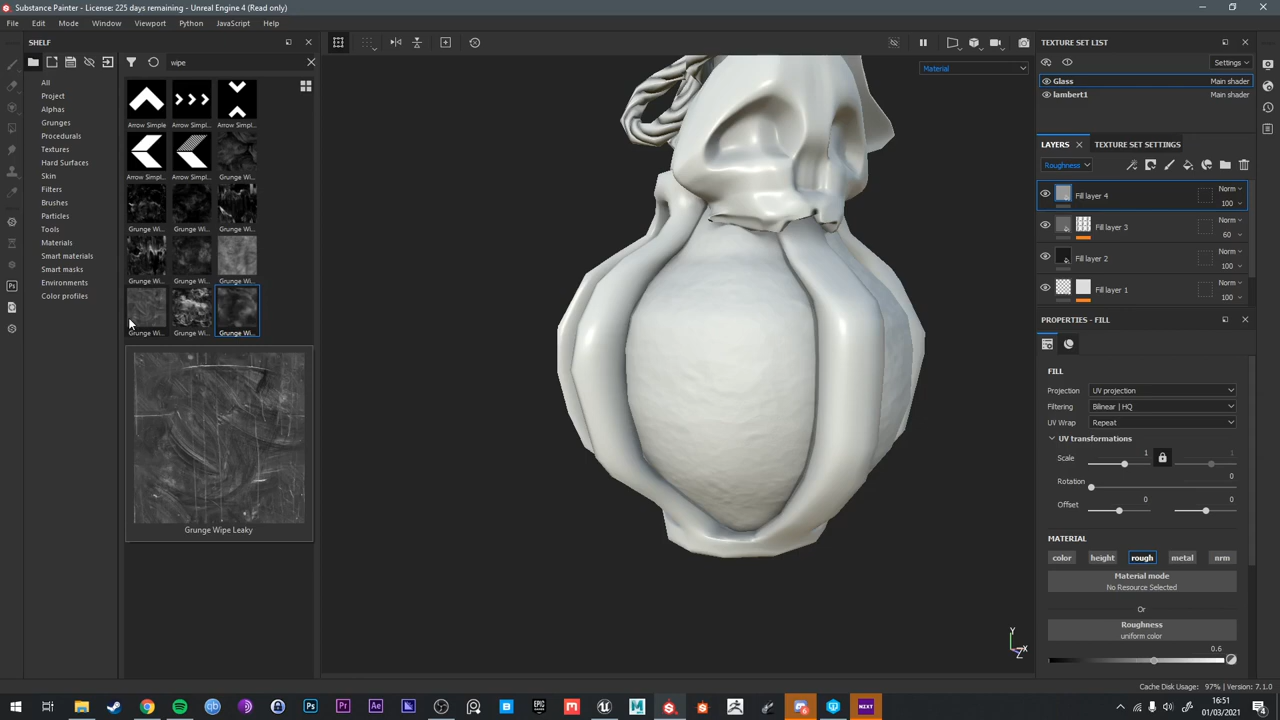 Substance Painter - License: 225 days remaining - Unreal Engine 4 (Read only)
File Edit Mode Window Viewport Python JavaScript Help
SHELF
wipe
All
Project
Alphas
Grunges
Procedurals
Textures
Hard Surfaces
Skin
Filters
Brushes
Particles
Tools
Materials
Smart materials
Smart masks
Environments
Color profiles
Arrow Simple Arrow Simpl... Arrow Simpl...
Arrow Simpl... Arrow Simpl... Grunge Wi...
Grunge Wi... Grunge Wi... Grunge Wi...
Grunge Wi... Grunge Wi... Grunge Wi...
Grunge Wi... Grunge Wi... Grunge Wi...
Grunge Wipe Leaky
Material
Y
X
Z
TEXTURE SET LIST
Settings
Glass Main shader
lambert1 Main shader
LAYERS TEXTURE SET SETTINGS
Roughness
Fill layer 4 Norm 100
Fill layer 3 Norm 60
Fill layer 2 Norm 100
Fill layer 1 Norm 100
PROPERTIES - FILL
FILL
Projection UV projection
Filtering Bilinear | HQ
UV Wrap Repeat
UV transformations
Scale 1 1
Rotation 0
Offset 0 0
MATERIAL
color height rough metal nrm
Material mode
No Resource Selected
Or
Roughness
uniform color
0.6
Cache Disk Usage: 97% | Version: 7.1.0
16:51
01/03/2021